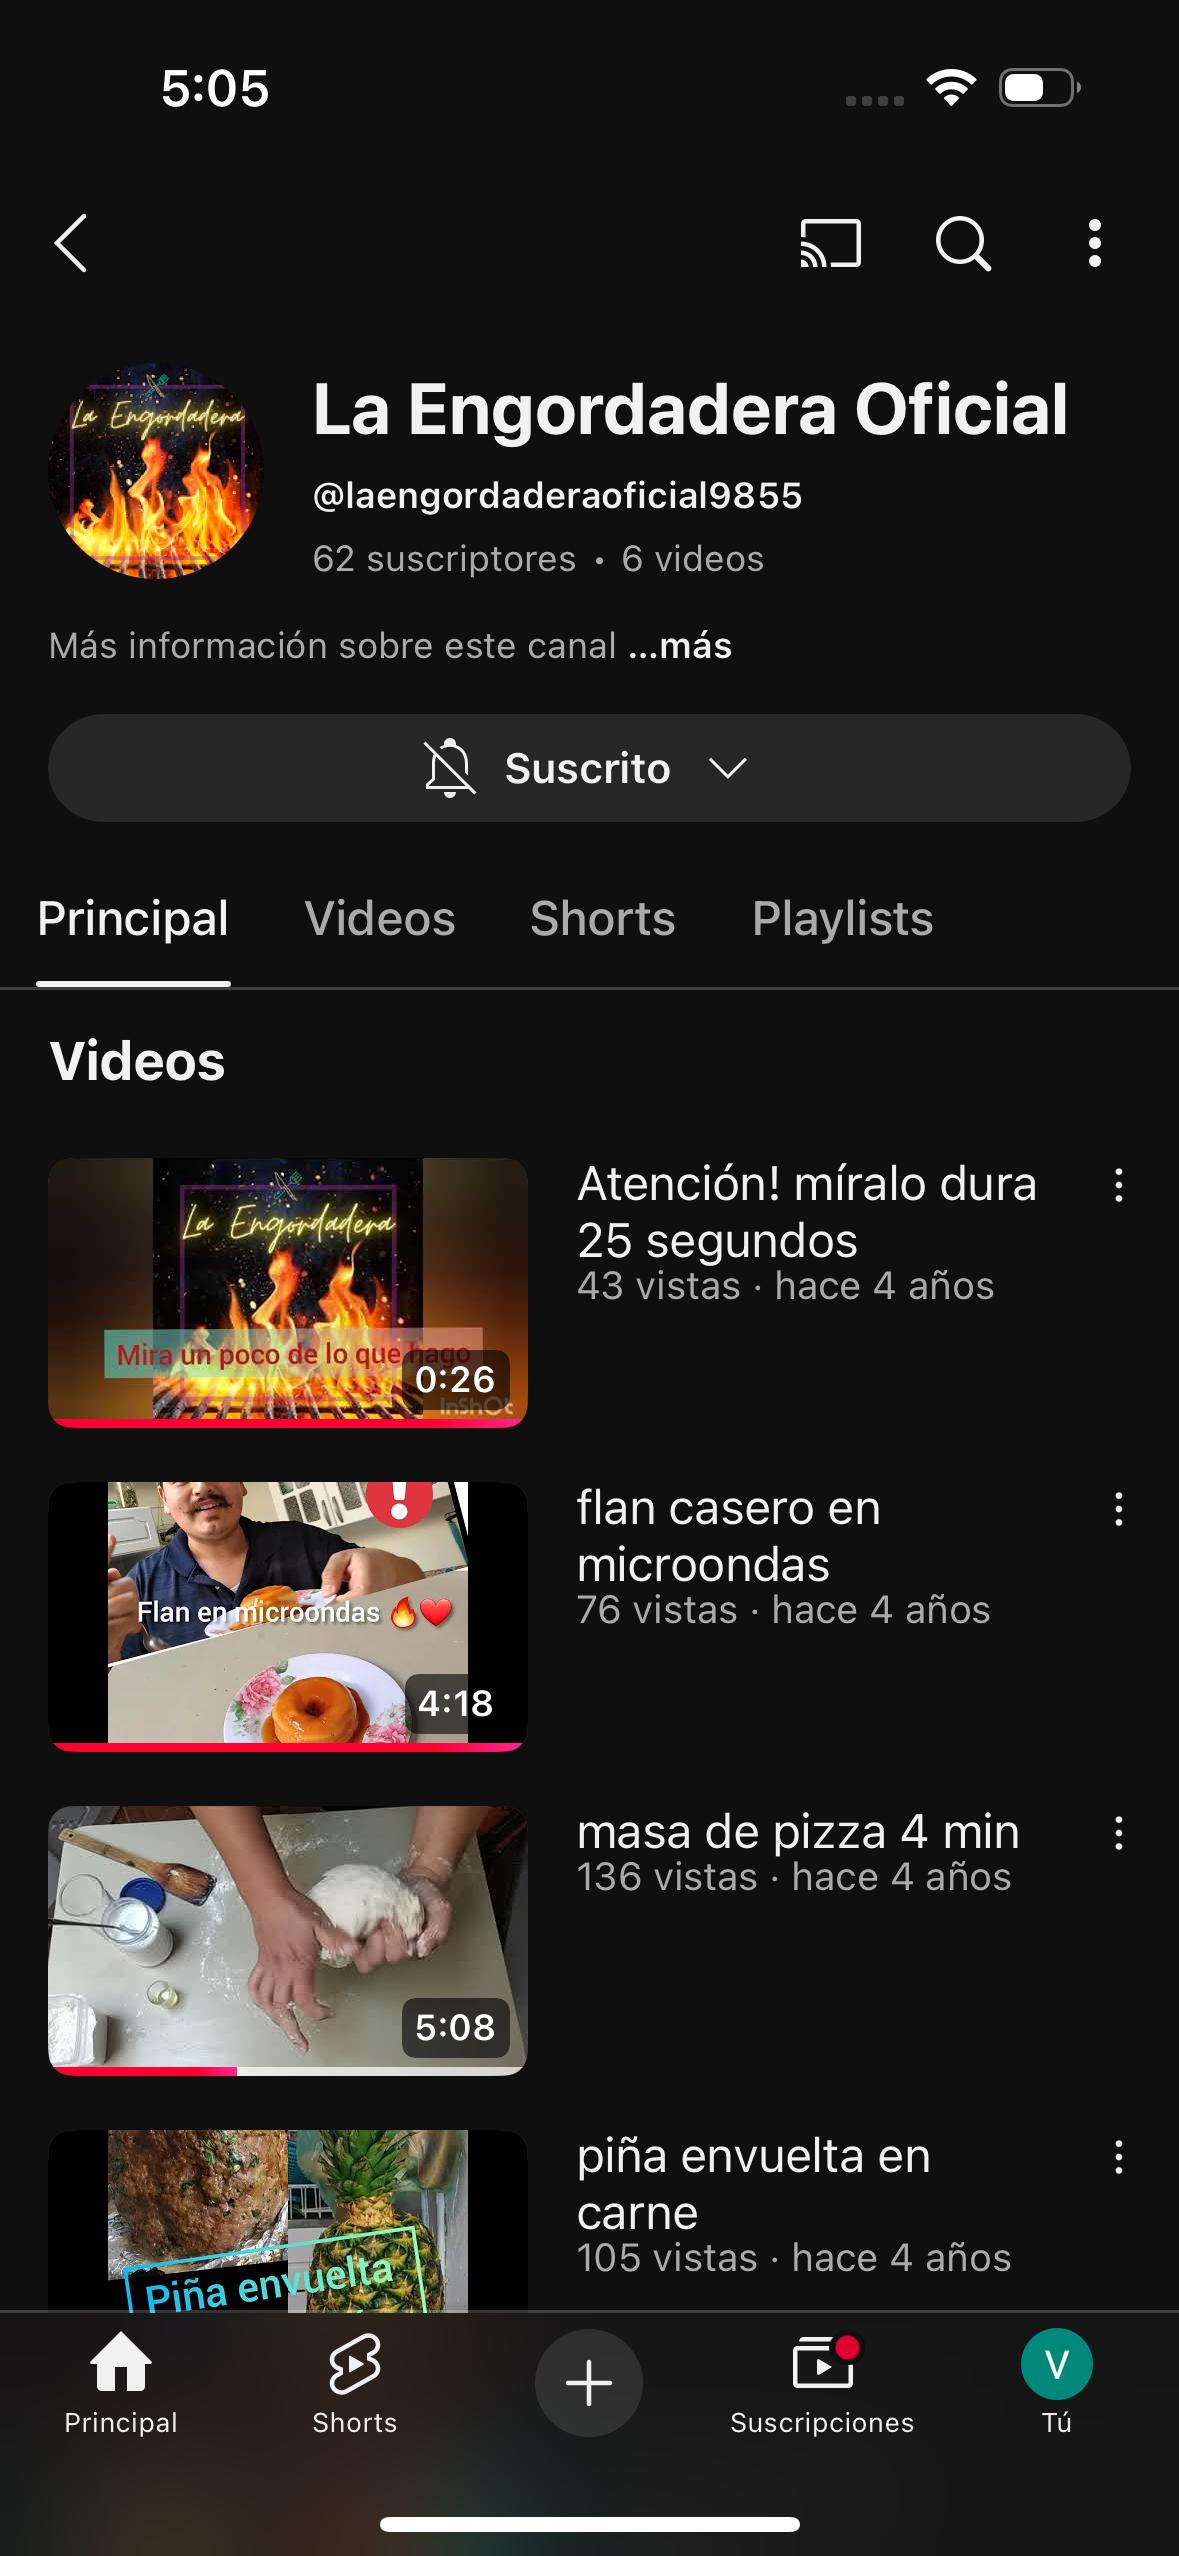 5:05
La Engordadera
La Engordadera Oficial
@laengordaderaoficial9855
62 suscriptores • 6 videos
Más información sobre este canal ...más
Suscrito
Principal
Videos
Shorts
Playlists
Videos
La Engordadera
Mira un poco de lo que hago
0:26
InShOt
Atención! míralo dura
25 segundos
43 vistas · hace 4 años
Flan en microondas 🔥❤️
4:18
flan casero en
microondas
76 vistas · hace 4 años
5:08
masa de pizza 4 min
136 vistas · hace 4 años
Piña envuelta
piña envuelta en
carne
105 vistas · hace 4 años
Principal
Shorts
Suscripciones
V
Tú